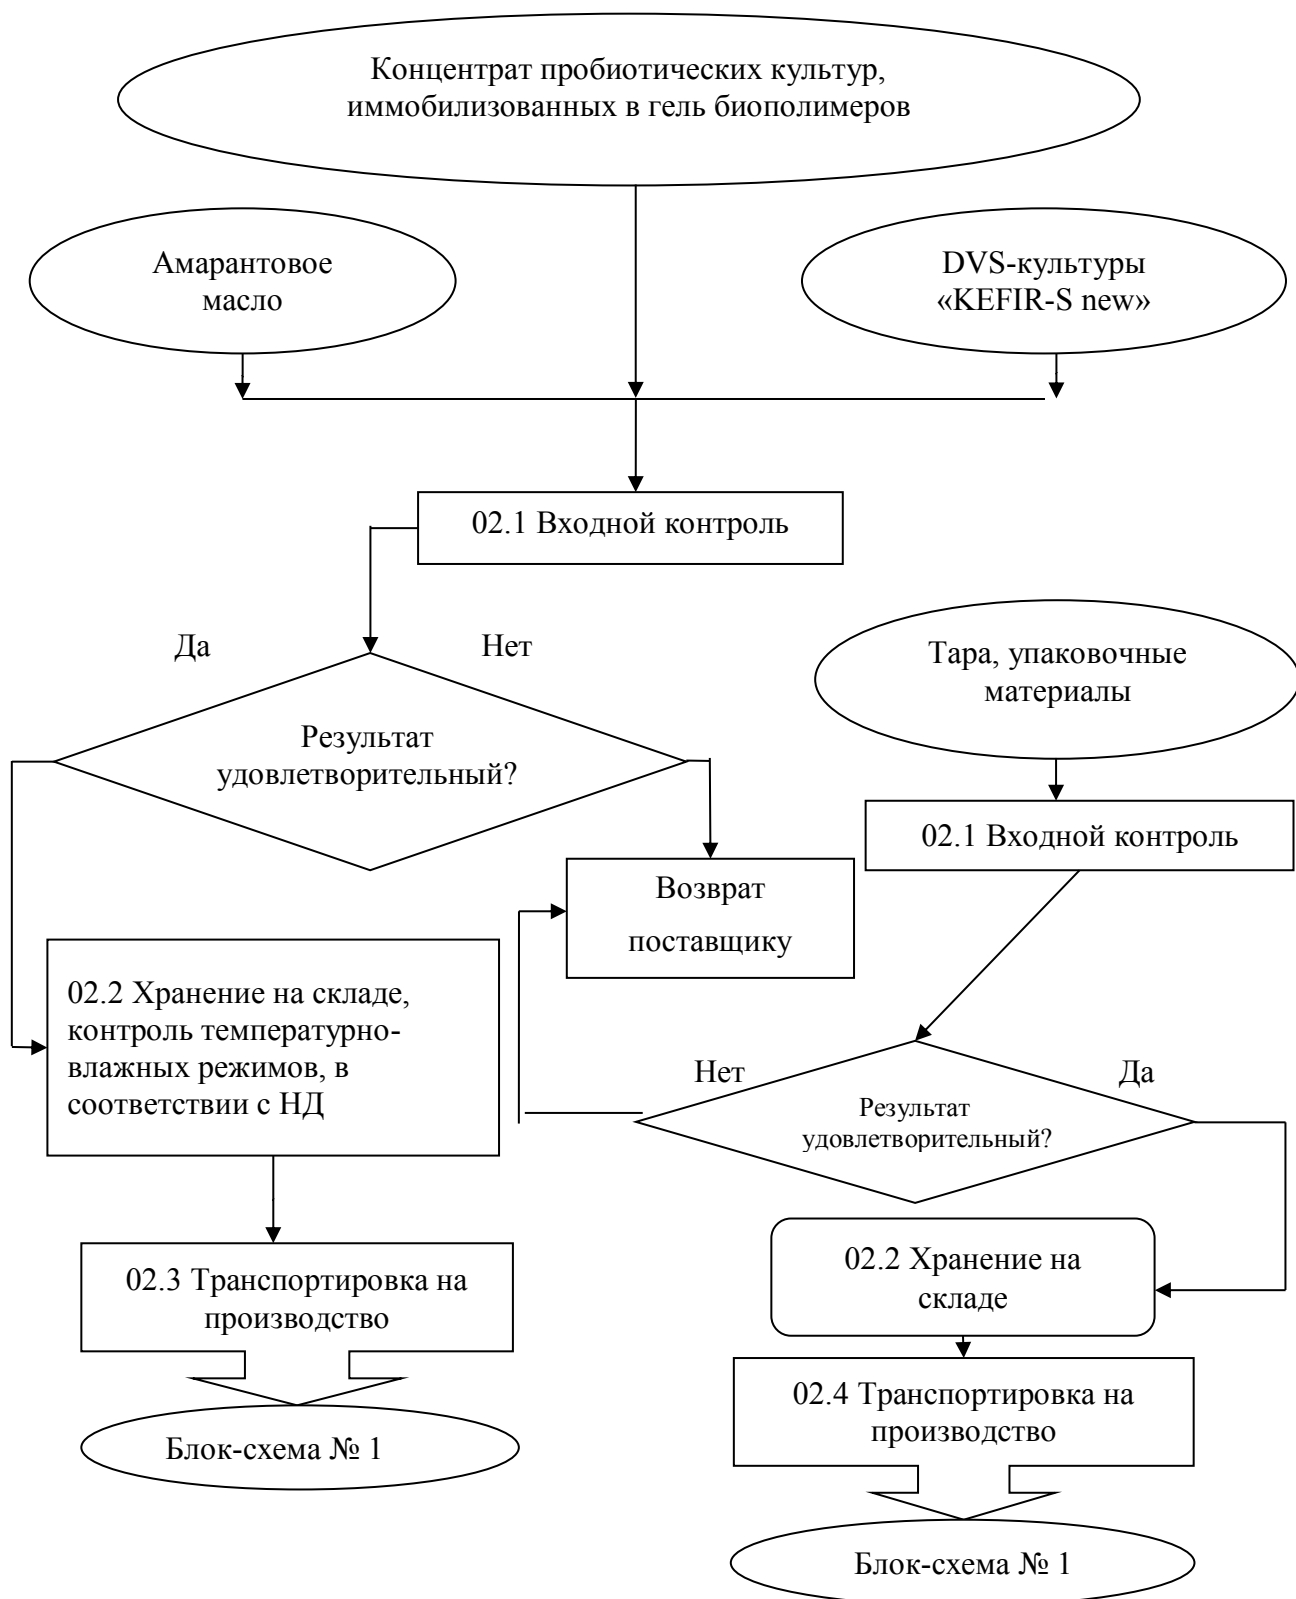 Концентрат пробиотических культур,
иммобилизованных в гель биополимеров
Амарантовое
масло
DVS-культуры
«KEFIR-S new»
02.1 Входной контроль
Да
Нет
Тара, упаковочные
материалы
Результат
удовлетворительный?
02.1 Входной контроль
Возврат
поставщику
02.2 Хранение на складе,
контроль температурно-
влажных режимов, в
соответствии с НД
Нет
Да
Результат
удовлетворительный?
02.3 Транспортировка на
производство
02.2 Хранение на
складе
02.4 Транспортировка на
производство
Блок-схема № 1
Блок-схема № 1